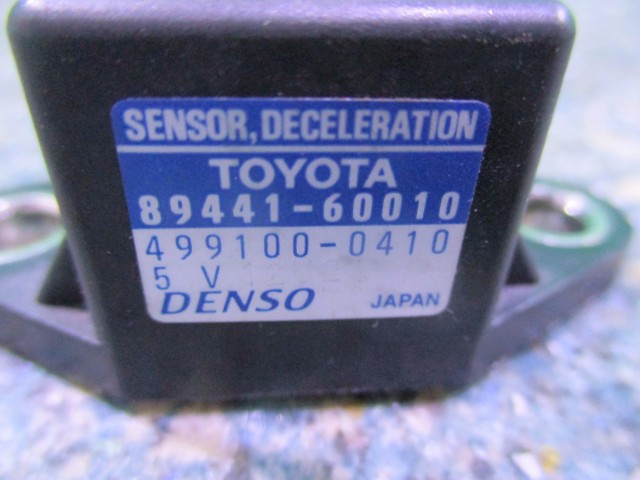 SENSOR, DECELERATION
TOYOTA
89441-60010
499100-0410
5 V
DENSO JAPAN